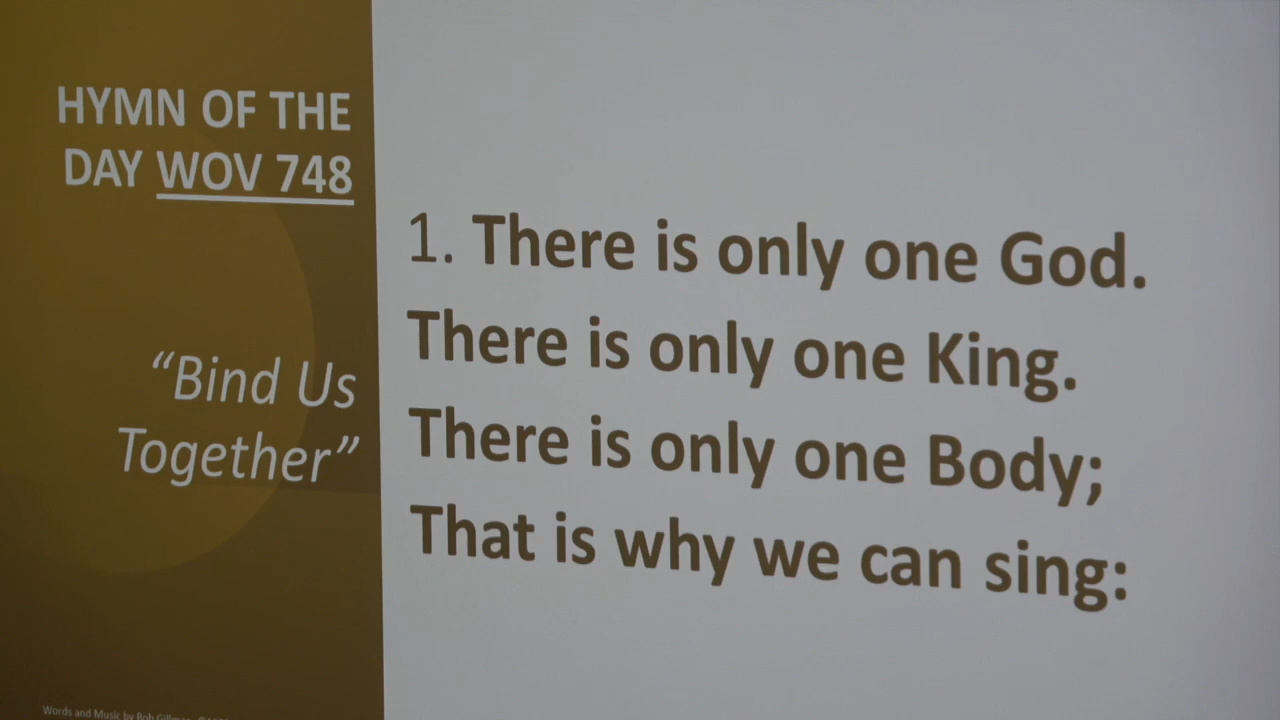 HYMN OF THE
DAY WOV 748
“Bind Us
Together”
1. There is only one God.
There is only one King.
There is only one Body;
That is why we can sing:
Words and Music by Bob